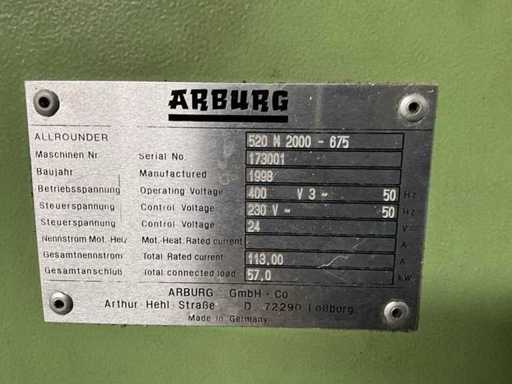 ARBURG
ALLROUNDER 520 M 2000 - 675
Maschinen Nr Serial No 173001
Baujahr Manufactured 1998
Betriebsspannung Operating Voltage 400 V 3~ 50 Hz
Steuerspannung Control Voltage 230 V ~ 50 Hz
Steuerspannung Control Voltage 24 V
Nennstrom Mot. Heiz Mot.-Heat. Rated current A
Gesamtnennstrom Total Rated current 113,00 A
Gesamtanschluß Total connected load 57,0 kW
ARBURG GmbH · Co
Arthur Hehl Straße D 72290 Loßburg
Made in Germany